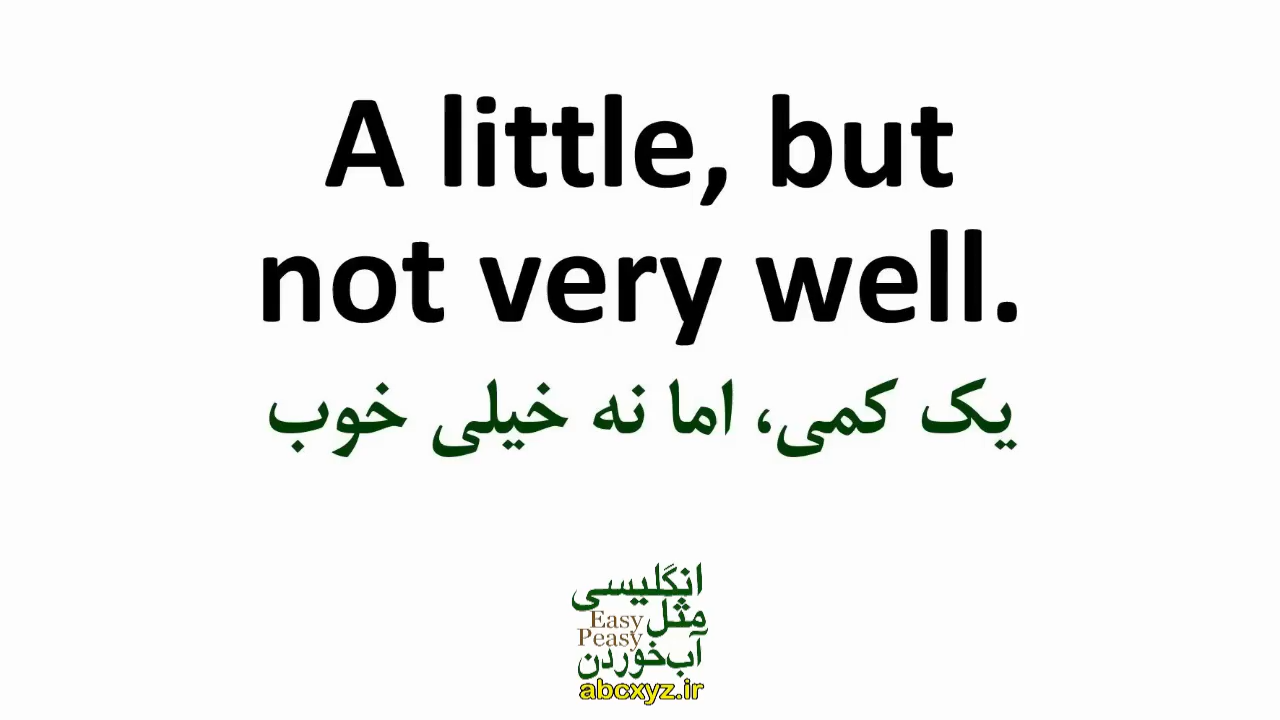 A little, but
not very well.
یک کمی، اما نه خیلی خوب
انگلیسی
مثل
Easy
Peasy
آب‌خوردن
abcxyz.ir